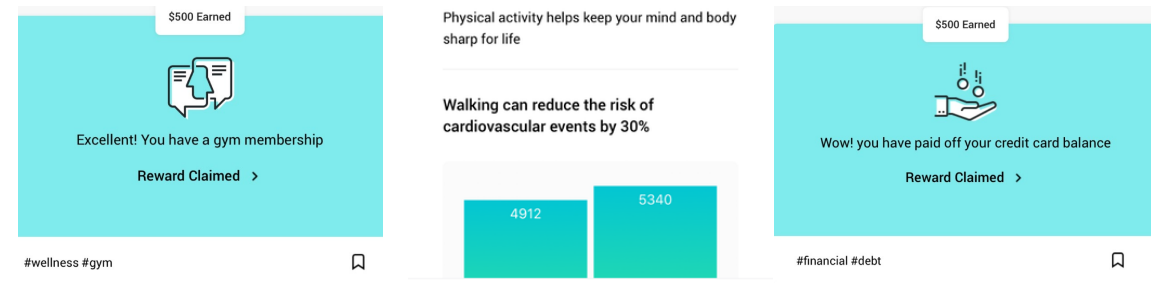 $500 Earned
Excellent! You have a gym membership
Reward Claimed
#wellness #gym
Physical activity helps keep your mind and body
sharp for life
Walking can reduce the risk of
cardiovascular events by 30%
4912
5340
$500 Earned
Wow! you have paid off your credit card balance
Reward Claimed
#financial #debt